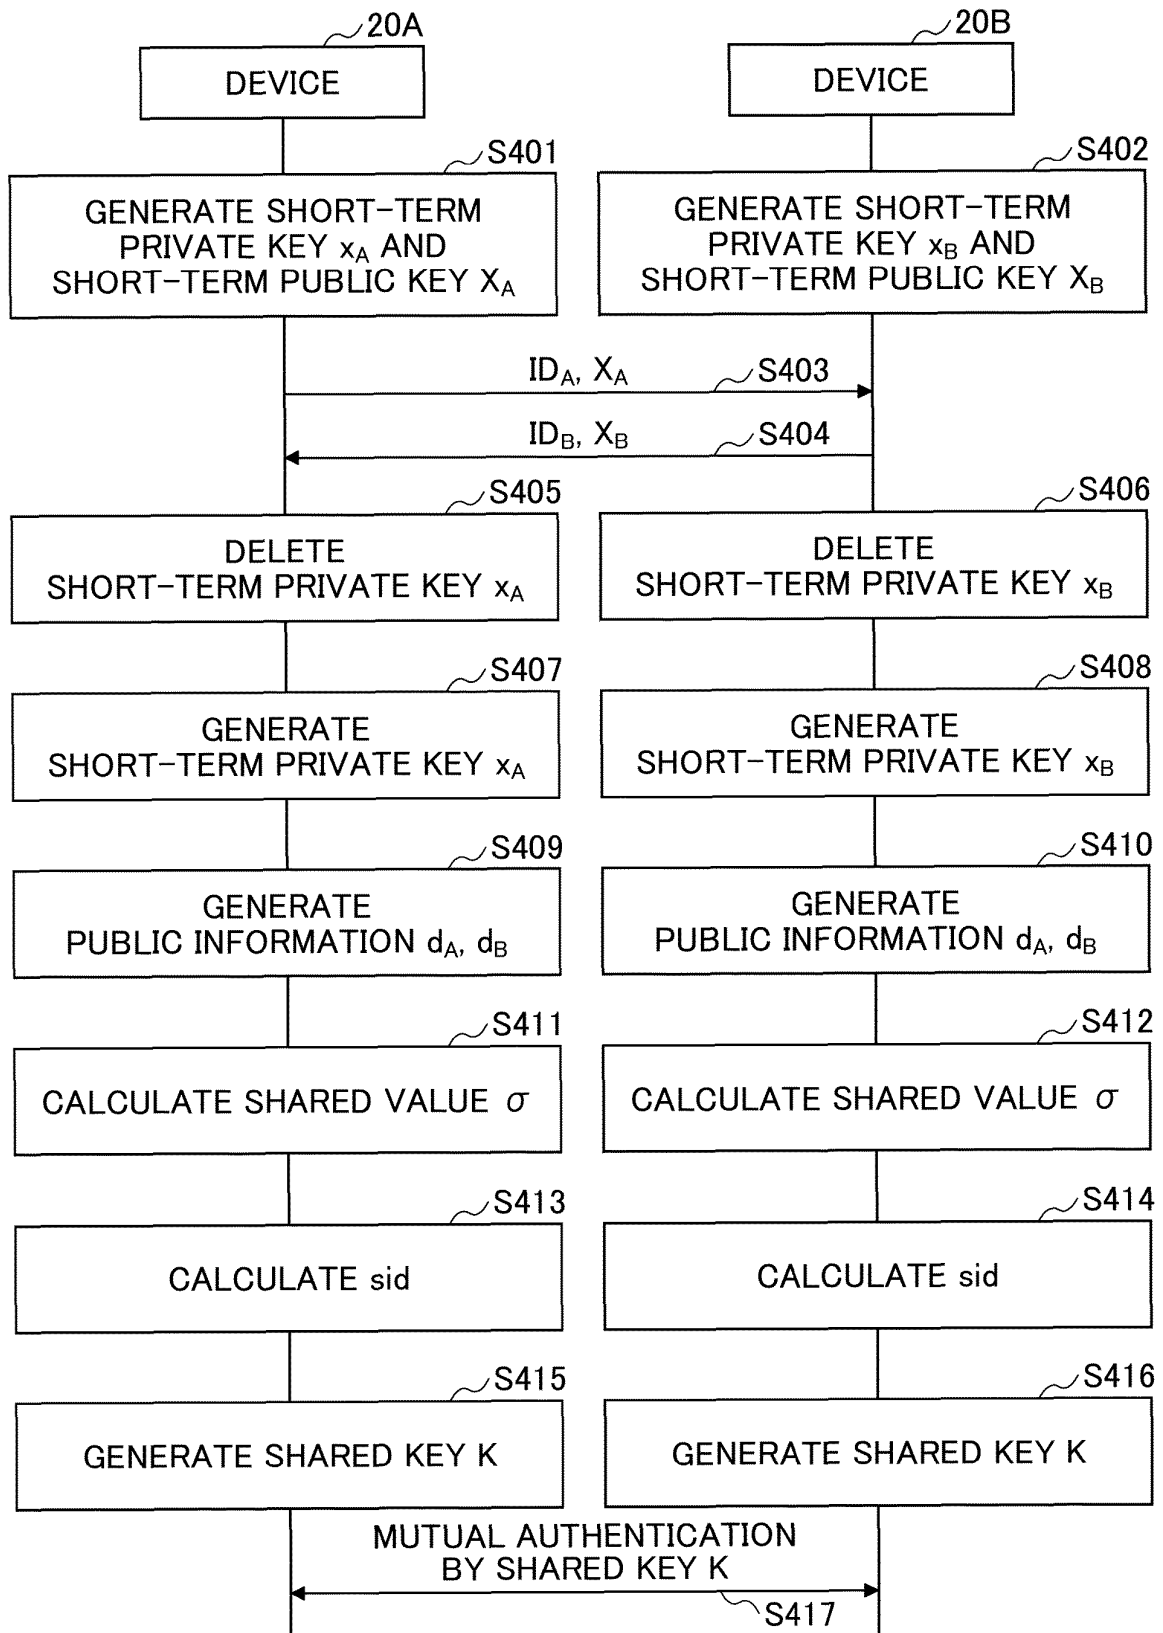 20A
20B
DEVICE
DEVICE
S401
S402
GENERATE SHORT-TERM
PRIVATE KEY xA AND
SHORT-TERM PUBLIC KEY XA
GENERATE SHORT-TERM
PRIVATE KEY xB AND
SHORT-TERM PUBLIC KEY XB
IDA, XA
S403
IDB, XB
S404
S405
S406
DELETE
SHORT-TERM PRIVATE KEY xA
DELETE
SHORT-TERM PRIVATE KEY xB
S407
S408
GENERATE
SHORT-TERM PRIVATE KEY xA
GENERATE
SHORT-TERM PRIVATE KEY xB
S409
S410
GENERATE
PUBLIC INFORMATION dA, dB
GENERATE
PUBLIC INFORMATION dA, dB
S411
S412
CALCULATE SHARED VALUE σ
CALCULATE SHARED VALUE σ
S413
S414
CALCULATE sid
CALCULATE sid
S415
S416
GENERATE SHARED KEY K
GENERATE SHARED KEY K
MUTUAL AUTHENTICATION
BY SHARED KEY K
S417